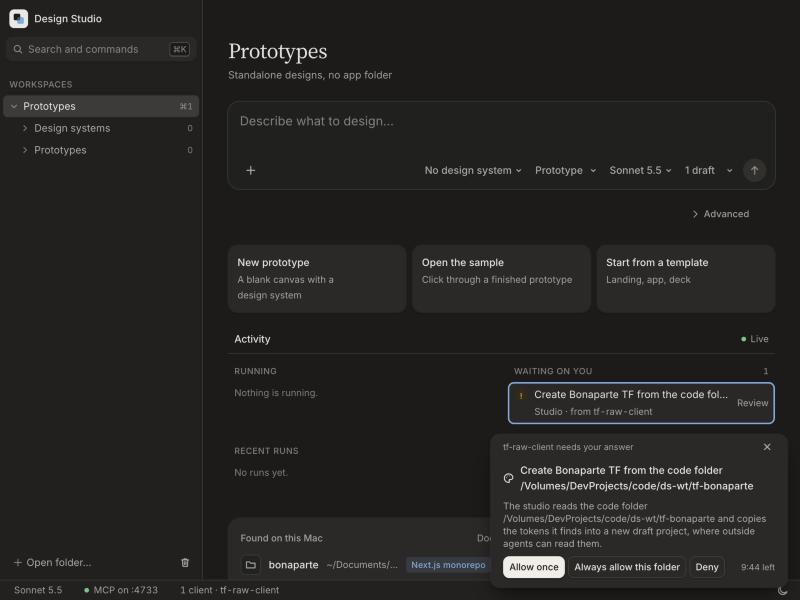 Design Studio
Search and commands ⌘K
WORKSPACES
Prototypes ⌘1
Design systems 0
Prototypes 0
Open folder...
Prototypes
Standalone designs, no app folder
Describe what to design...
No design system Prototype Sonnet 5.5 1 draft
Advanced
New prototype
A blank canvas with a
design system
Open the sample
Click through a finished prototype
Start from a template
Landing, app, deck
Activity Live
RUNNING
Nothing is running.
WAITING ON YOU 1
! Create Bonaparte TF from the code fol...
Studio · from tf-raw-client
Review
RECENT RUNS
No runs yet.
Found on this Mac
bonaparte ~/Documents/... Next.js monorepo
tf-raw-client needs your answer
Create Bonaparte TF from the code folder
/Volumes/DevProjects/code/ds-wt/tf-bonaparte
The studio reads the code folder
/Volumes/DevProjects/code/ds-wt/tf-bonaparte and copies
the tokens it finds into a new draft project, where outside
agents can read them.
Allow once Always allow this folder Deny 9:44 left
Sonnet 5.5 MCP on :4733 1 client · tf-raw-client